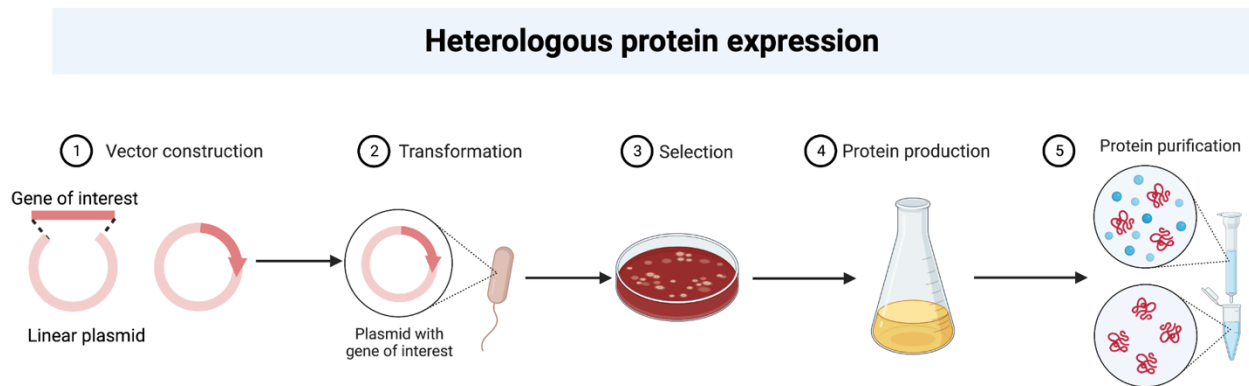 Heterologous protein expression
1 Vector construction
Gene of interest
Linear plasmid
2 Transformation
Plasmid with
gene of interest
3 Selection
4 Protein production
5 Protein purification